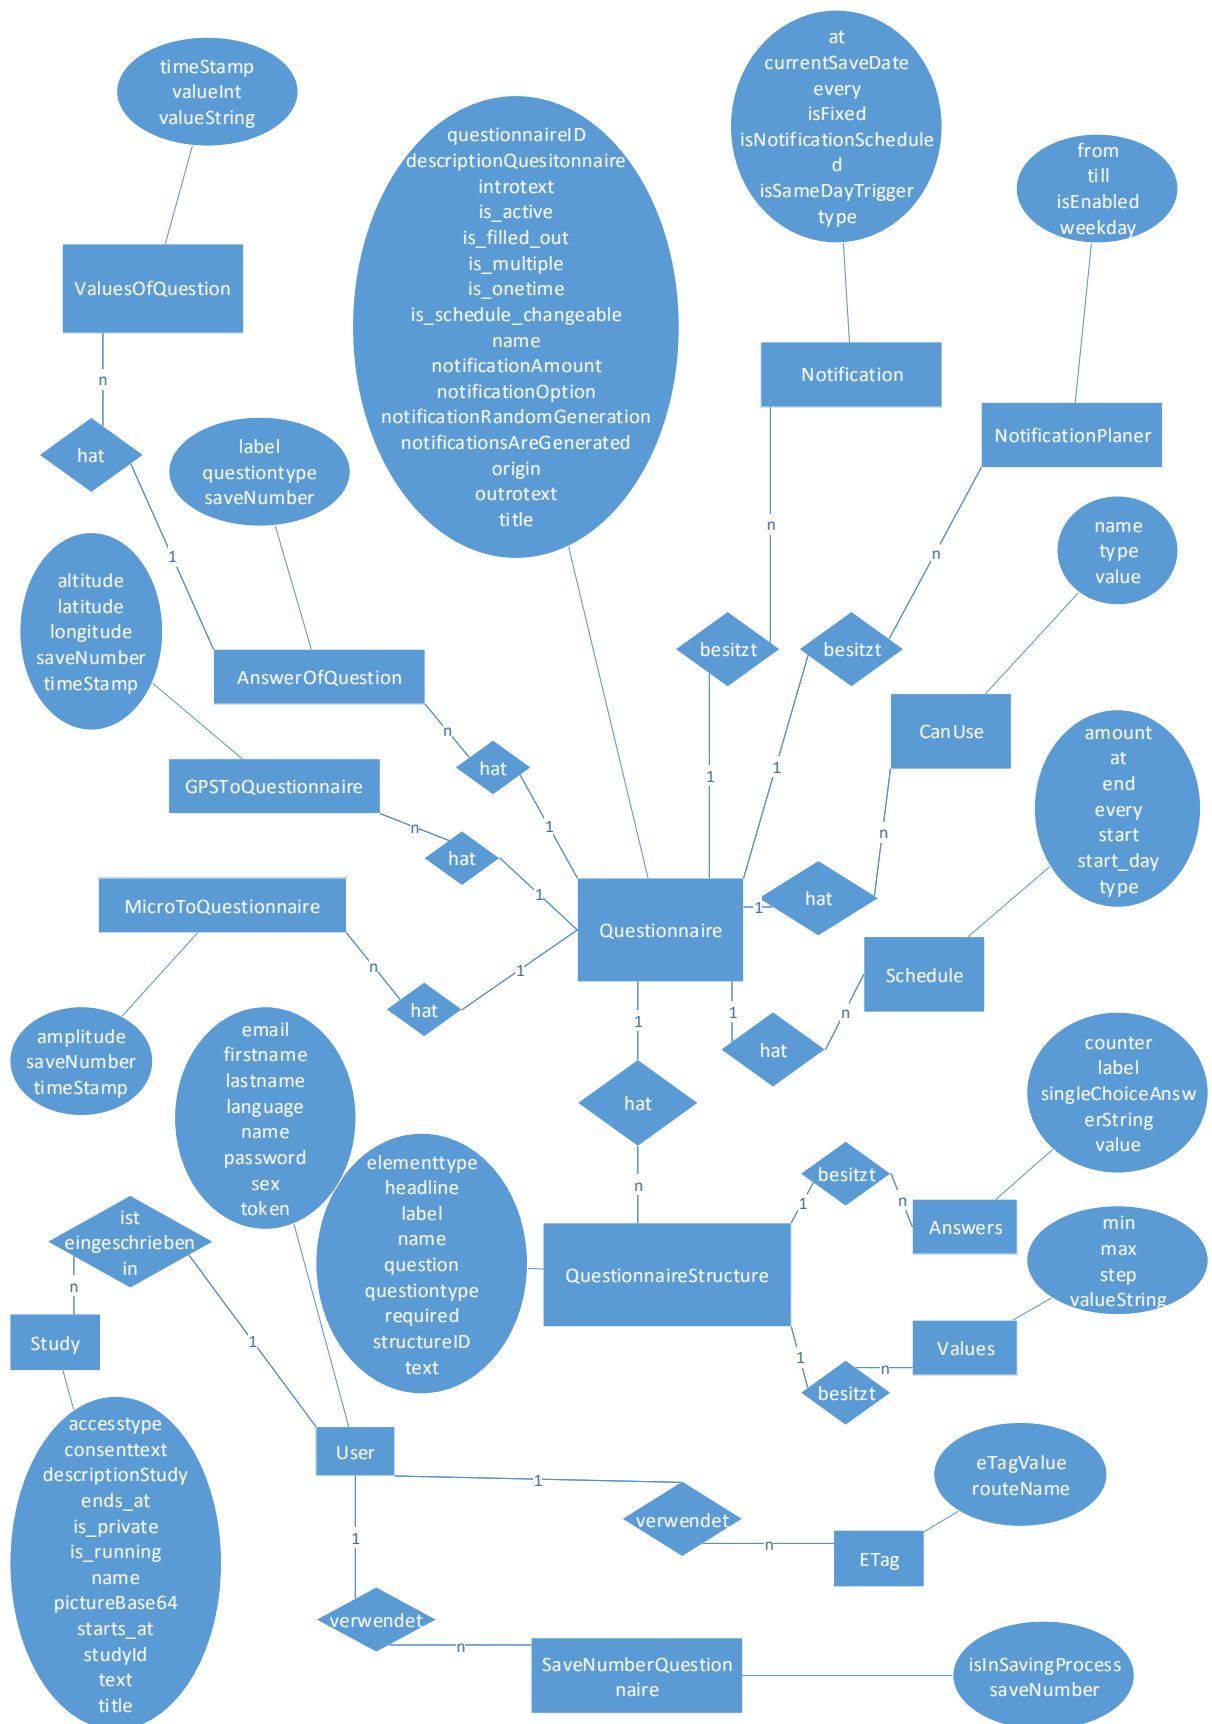 at
currentSaveDate
every
isFixed
isNotificationSchedule
d
isSameDayTrigger
type
timeStamp
valueInt
valueString
questionnaireID
descriptionQuesitonnaire
introtext
is_active
is_filled_out
is_multiple
is_onetime
is_schedule_changeable
name
notificationAmount
notificationOption
notificationRandomGeneration
notificationsAreGenerated
origin
outrotext
title
from
till
isEnabled
weekday
ValuesOfQuestion
Notification
NotificationPlaner
n
hat
1
label
questiontype
saveNumber
n
n
name
type
value
altitude
latitude
longitude
saveNumber
timeStamp
besitzt
besitzt
AnswerOfQuestion
CanUse
n
hat
1
1
1
amount
at
end
every
start
start_day
type
GPSToQuestionnaire
n
hat
1
n
MicroToQuestionnaire
Questionnaire
1
hat
n
hat
1
Schedule
amplitude
saveNumber
timeStamp
1
1
hat
n
email
firstname
lastname
language
name
password
sex
token
hat
n
counter
label
singleChoiceAnsw
erString
value
elementtype
headline
label
name
question
questiontype
required
structureID
text
QuestionnaireStructure
1
besitzt
n
Answers
ist
eingeschrieben
in
n
1
Study
min
max
step
valueString
Values
1
besitzt
n
accesstype
consenttext
descriptionStudy
ends_at
is_private
is_running
name
pictureBase64
starts_at
studyId
text
title
User
1
verwendet
n
ETag
eTagValue
routeName
1
verwendet
n
SaveNumberQuestion
naire
isInSavingProcess
saveNumber